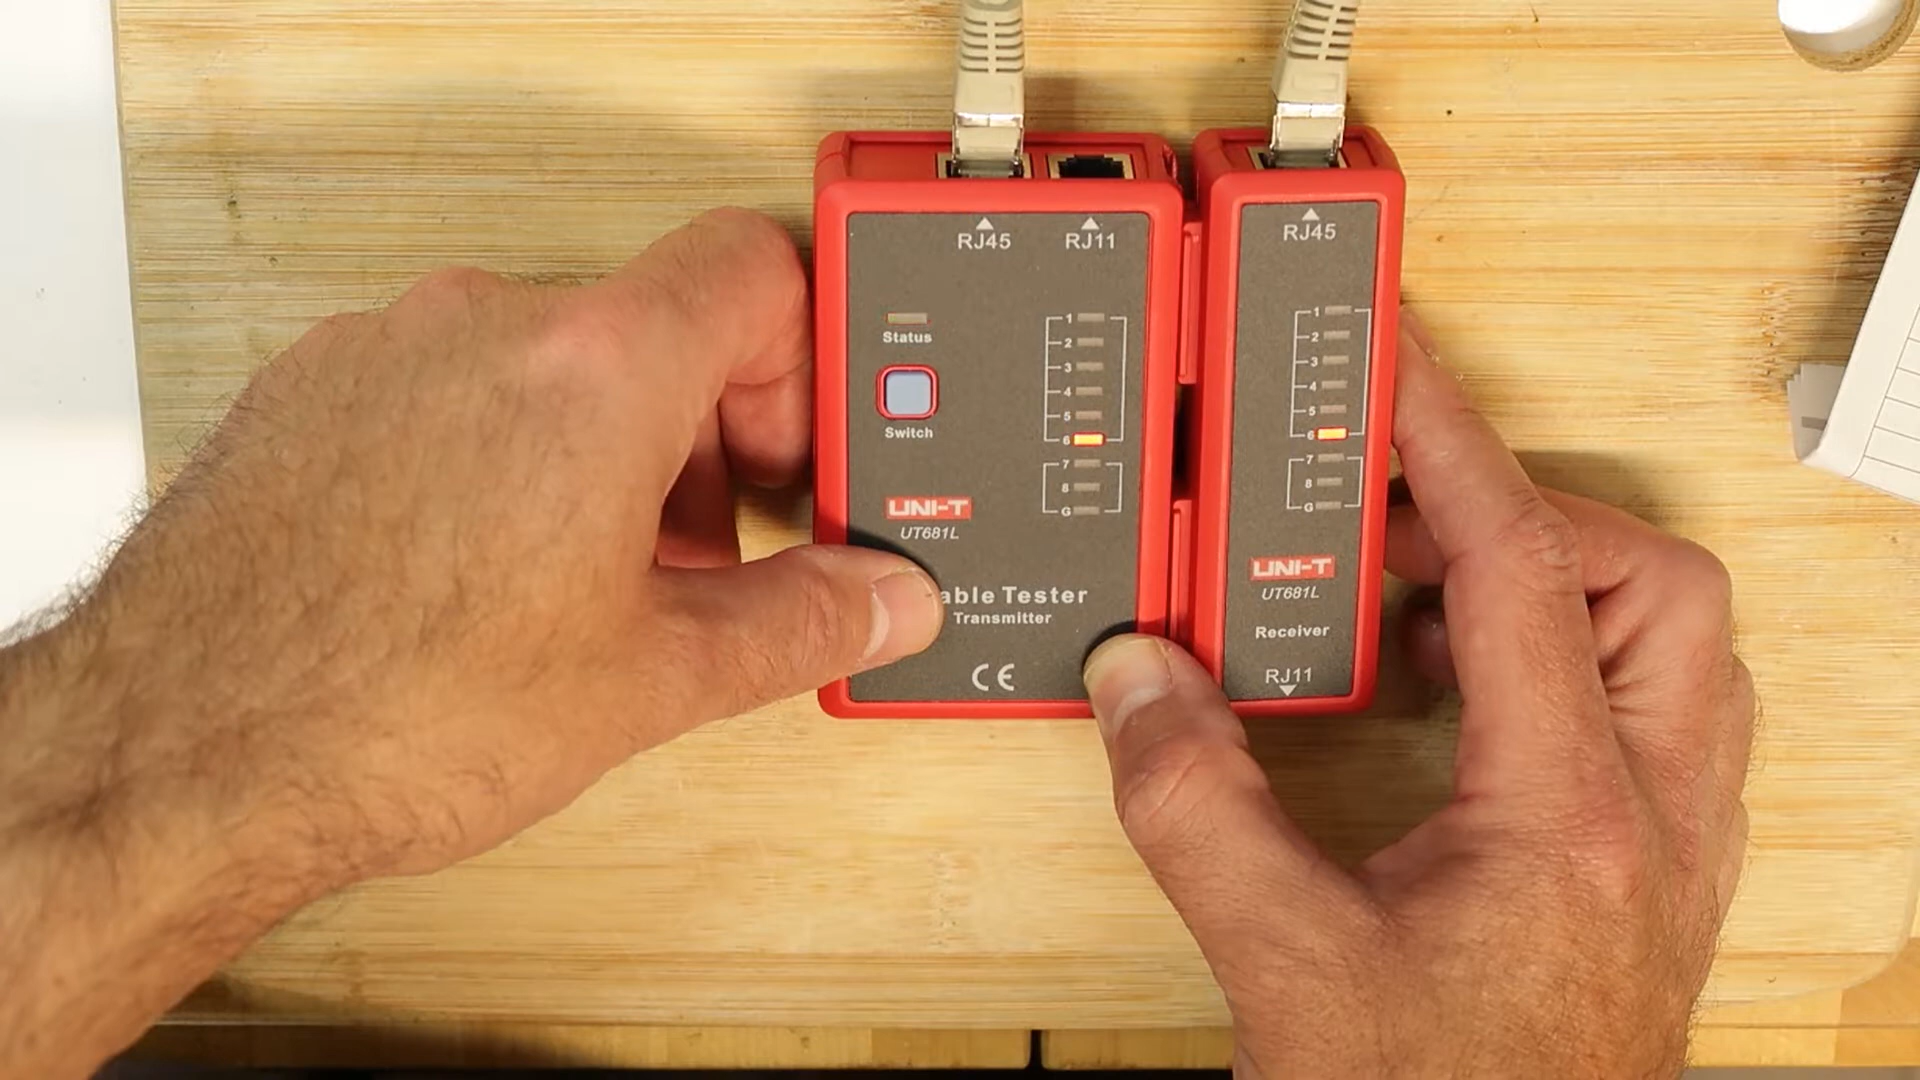 RJ45 RJ11
Status
Switch
1
2
3
4
5
6
7
8
G
UNI-T
UT681L
able Tester
Transmitter
CE
RJ45
1
2
3
4
5
6
7
8
G
UNI-T
UT681L
Receiver
RJ11